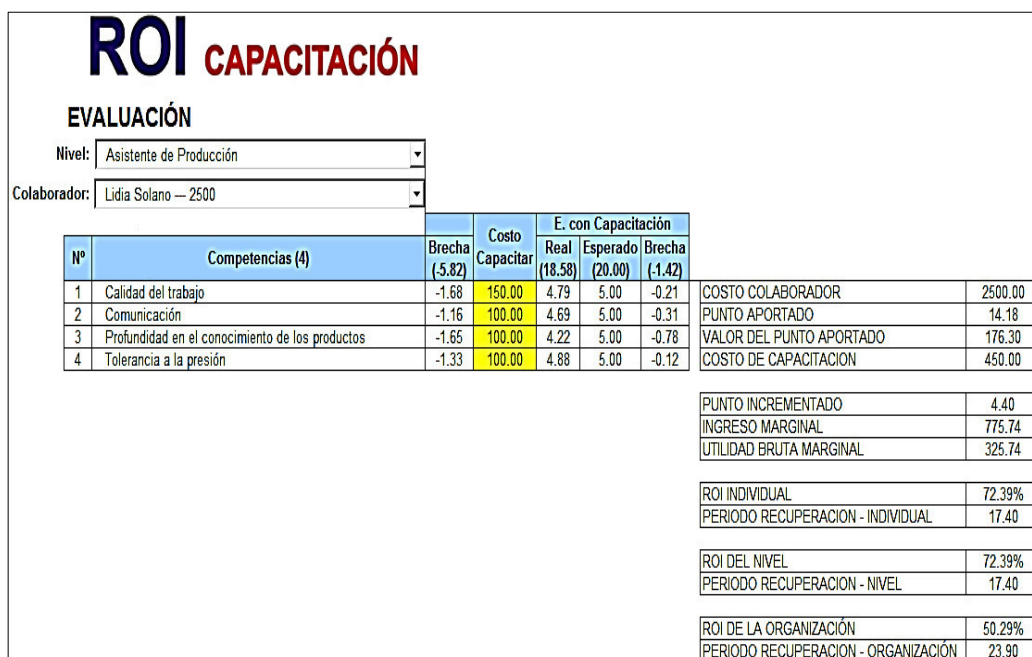 ROI CAPACITACIÓN
EVALUACIÓN
Nivel: Asistente de Producción
Colaborador: Lidia Solano --- 2500
Nº Competencias (4) Brecha (-5.82) Costo Capacitar E. con Capacitación Real (18.58) Esperado (20.00) Brecha (-1.42)
1 Calidad del trabajo -1.68 150.00 4.79 5.00 -0.21
2 Comunicación -1.16 100.00 4.69 5.00 -0.31
3 Profundidad en el conocimiento de los productos -1.65 100.00 4.22 5.00 -0.78
4 Tolerancia a la presión -1.33 100.00 4.88 5.00 -0.12
COSTO COLABORADOR 2500.00
PUNTO APORTADO 14.18
VALOR DEL PUNTO APORTADO 176.30
COSTO DE CAPACITACION 450.00
PUNTO INCREMENTADO 4.40
INGRESO MARGINAL 775.74
UTILIDAD BRUTA MARGINAL 325.74
ROI INDIVIDUAL 72.39%
PERIODO RECUPERACION - INDIVIDUAL 17.40
ROI DEL NIVEL 72.39%
PERIODO RECUPERACION - NIVEL 17.40
ROI DE LA ORGANIZACIÓN 50.29%
PERIODO RECUPERACION - ORGANIZACIÓN 23.90